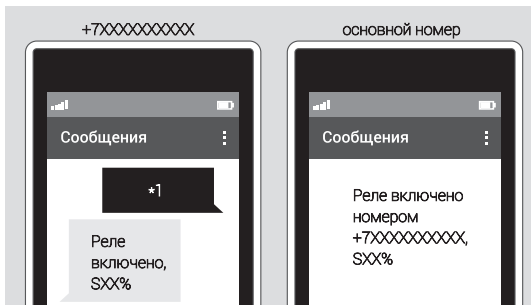 +7XXXXXXXXXX
Сообщения
*1
Реле
включено,
SXX%
основной номер
Сообщения
Реле включено
номером
+7XXXXXXXXXX,
SXX%